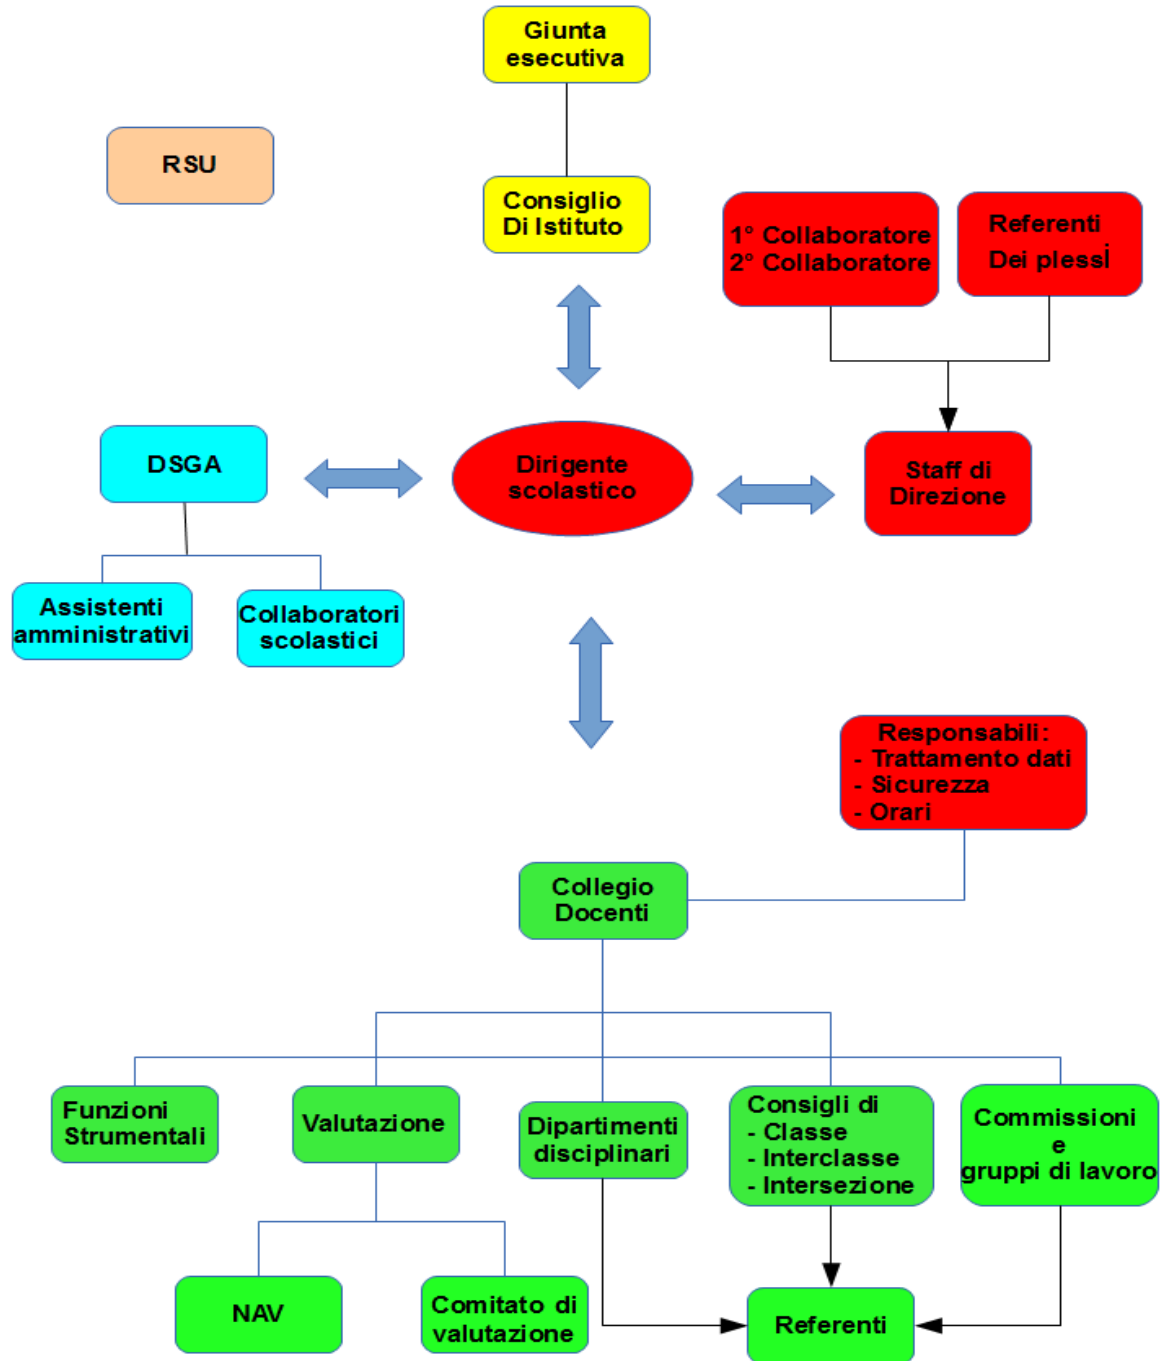 Giunta
esecutiva
RSU
Consiglio
Di Istituto
1° Collaboratore
2° Collaboratore
Referenti
Dei plessi
DSGA
Dirigente
scolastico
Staff di
Direzione
Assistenti
amministrativi
Collaboratori
scolastici
Responsabili:
- Trattamento dati
- Sicurezza
- Orari
Collegio
Docenti
Funzioni
Strumentali
Valutazione
Dipartimenti
disciplinari
Consigli di
- Classe
- Interclasse
- Intersezione
Commissioni
e
gruppi di lavoro
NAV
Comitato di
valutazione
Referenti